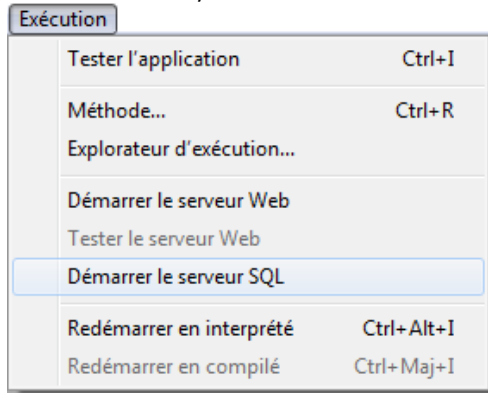 Exécution
Tester l'application Ctrl+I
Méthode... Ctrl+R
Explorateur d'exécution...
Démarrer le serveur Web
Tester le serveur Web
Démarrer le serveur SQL
Redémarrer en interprété Ctrl+Alt+I
Redémarrer en compilé Ctrl+Maj+I